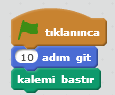 tıklanınca
10 adım git
kalemi bastır